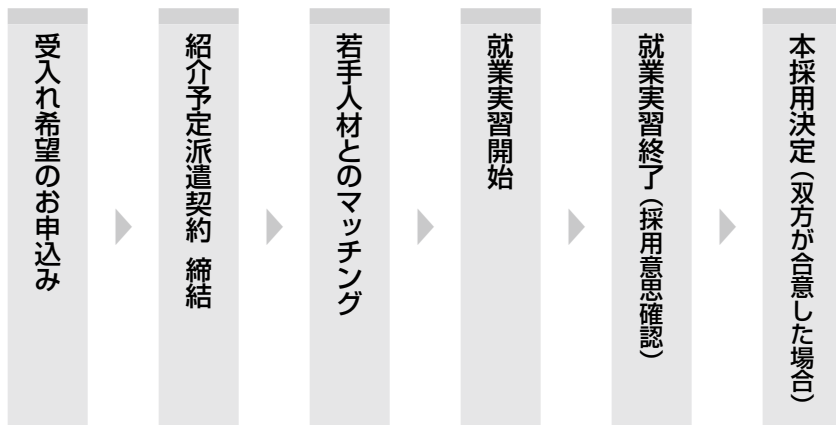 受入れ希望のお申込み
紹介予定派遣契約 締結
若手人材とのマッチング
就業実習開始
就業実習終了（採用意思確認）
本採用決定（双方が合意した場合）